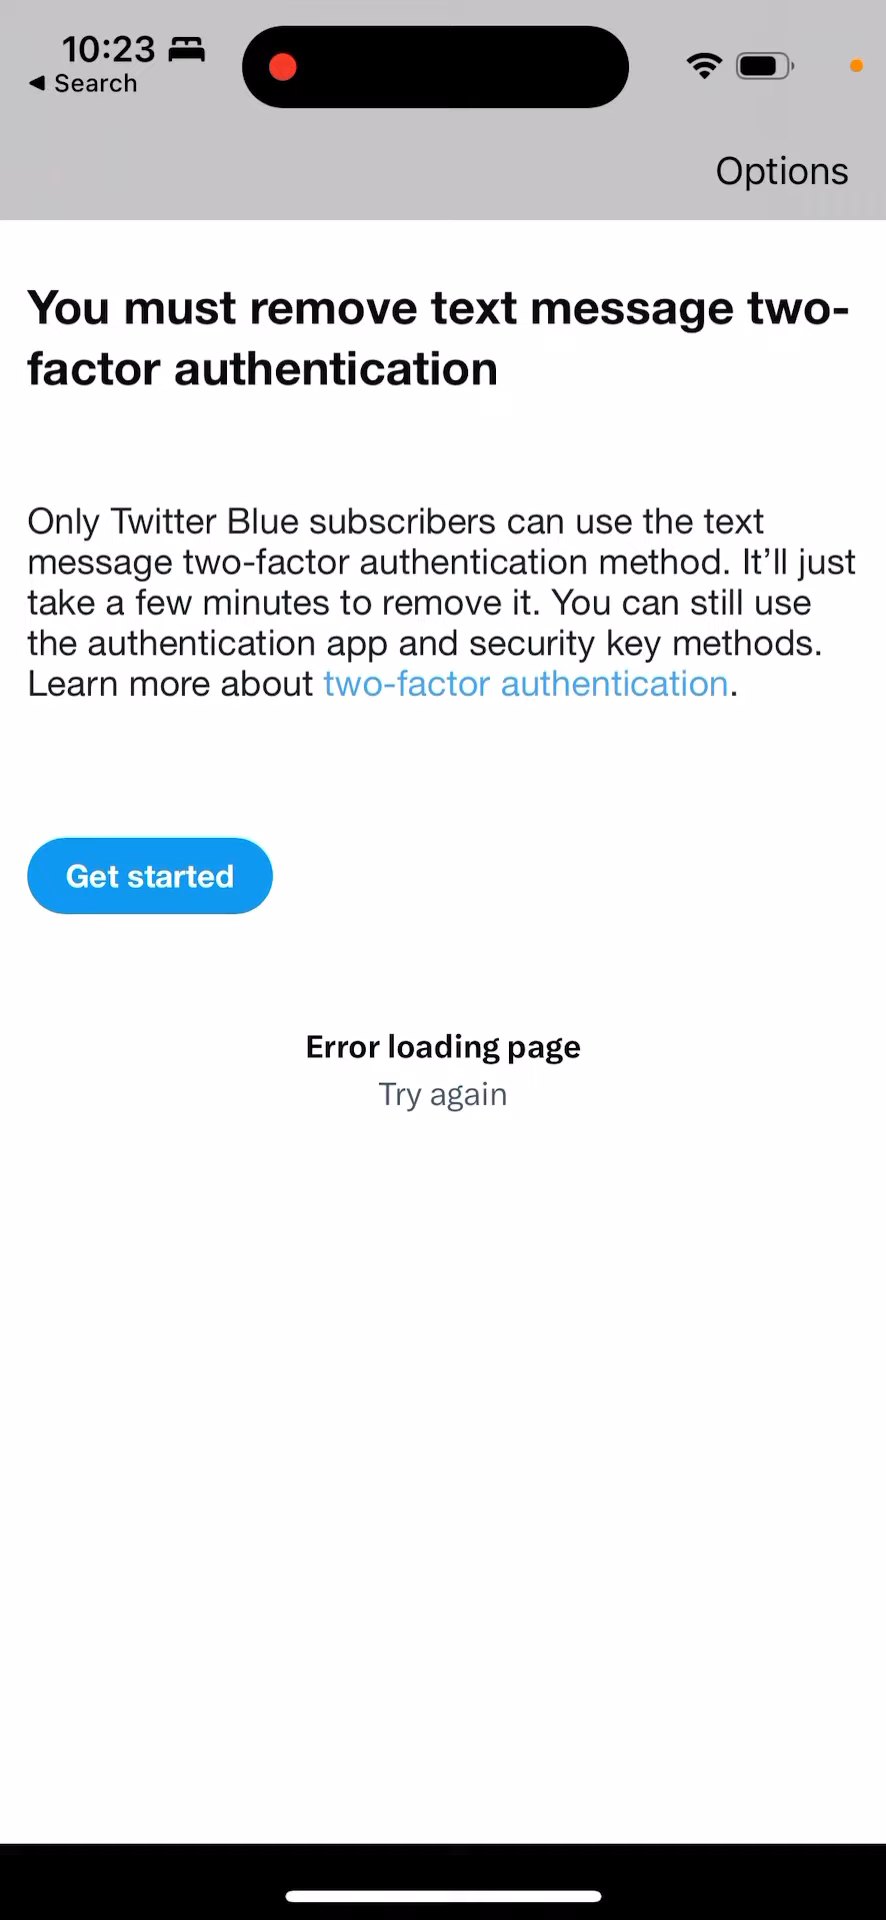 10:23
◀ Search
Options
You must remove text message two-
factor authentication
Only Twitter Blue subscribers can use the text
message two-factor authentication method. It’ll just
take a few minutes to remove it. You can still use
the authentication app and security key methods.
Learn more about two-factor authentication.
Get started
Error loading page
Try again